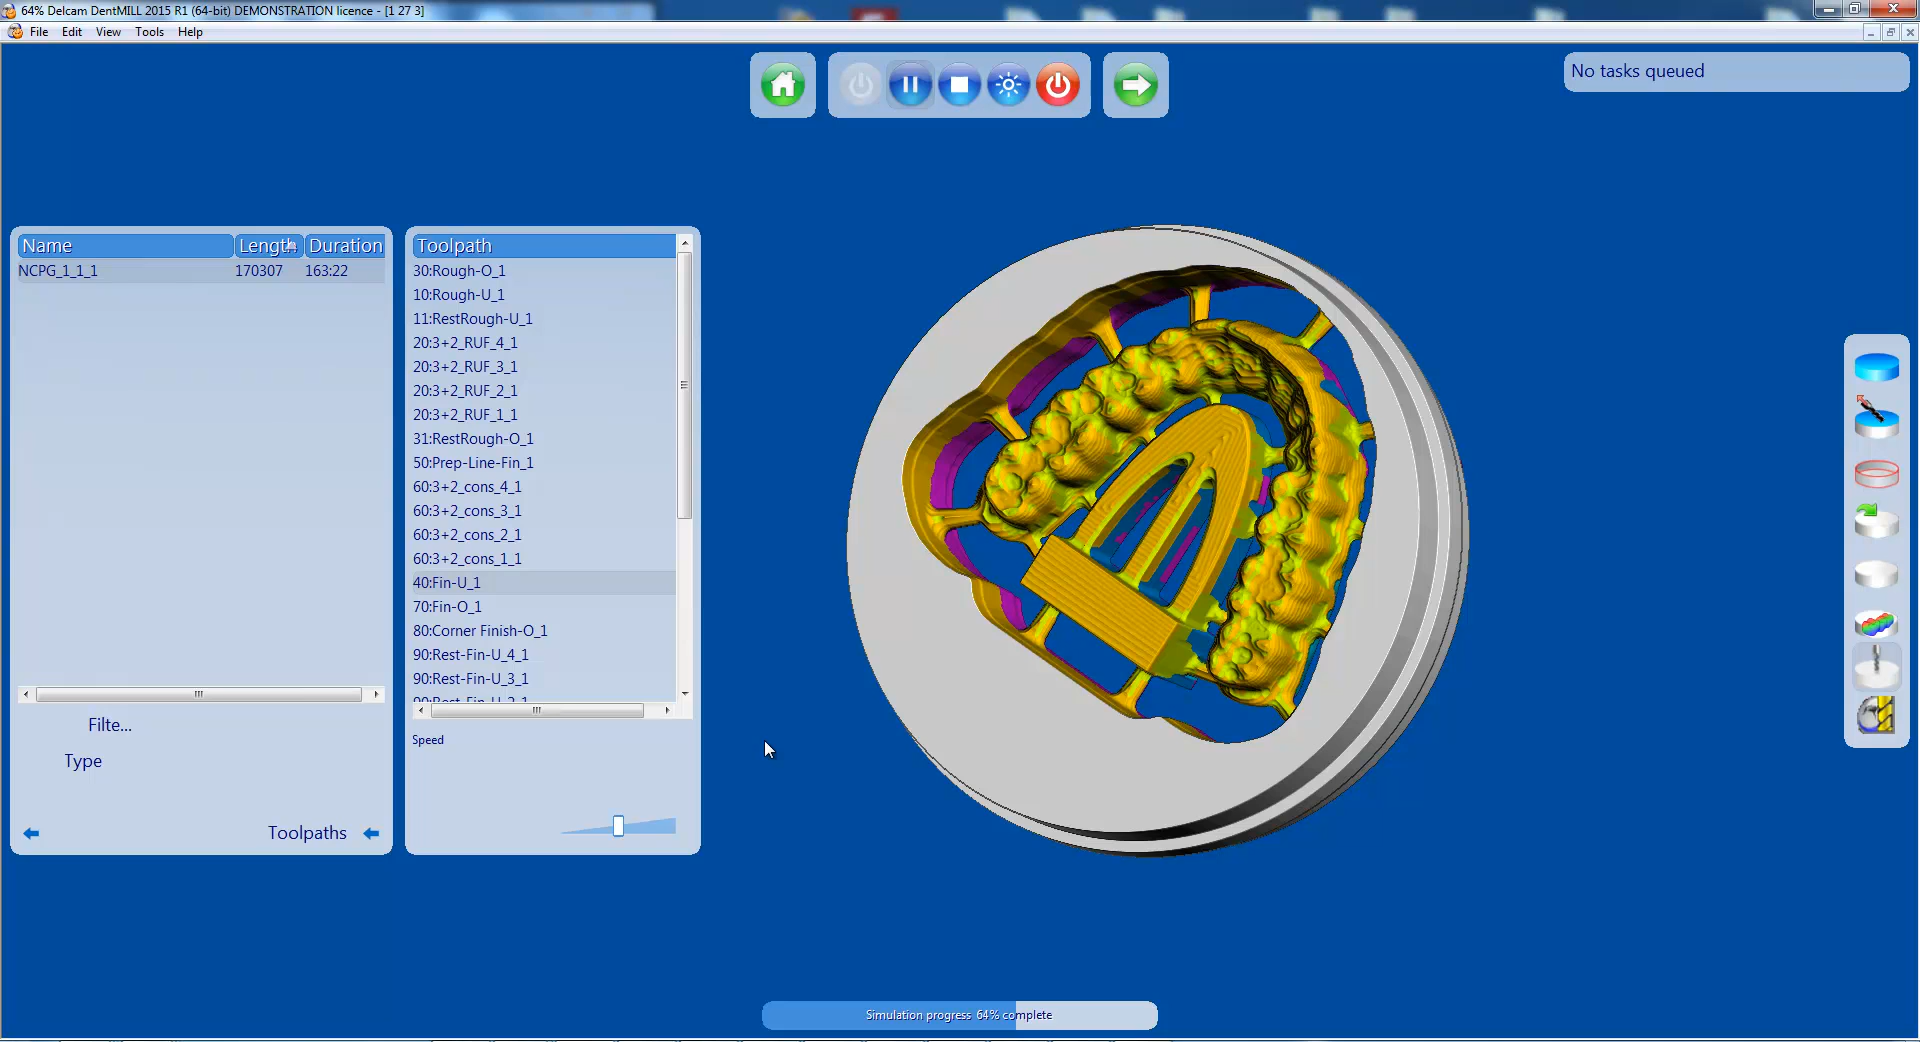 64% Delcam DentMILL 2015 R1 (64-bit) DEMONSTRATION licence - [1 27 3]
File Edit View Tools Help
No tasks queued
Name Length Duration
NCPG_1_1_1 170307 163:22
Filte...
Type
Toolpaths
Toolpath
30:Rough-O_1
10:Rough-U_1
11:RestRough-U_1
20:3+2_RUF_4_1
20:3+2_RUF_3_1
20:3+2_RUF_2_1
20:3+2_RUF_1_1
31:RestRough-O_1
50:Prep-Line-Fin_1
60:3+2_cons_4_1
60:3+2_cons_3_1
60:3+2_cons_2_1
60:3+2_cons_1_1
40:Fin-U_1
70:Fin-O_1
80:Corner Finish-O_1
90:Rest-Fin-U_4_1
90:Rest-Fin-U_3_1
90:Rest-Fin-U_2_1
Speed
Simulation progress 64% complete